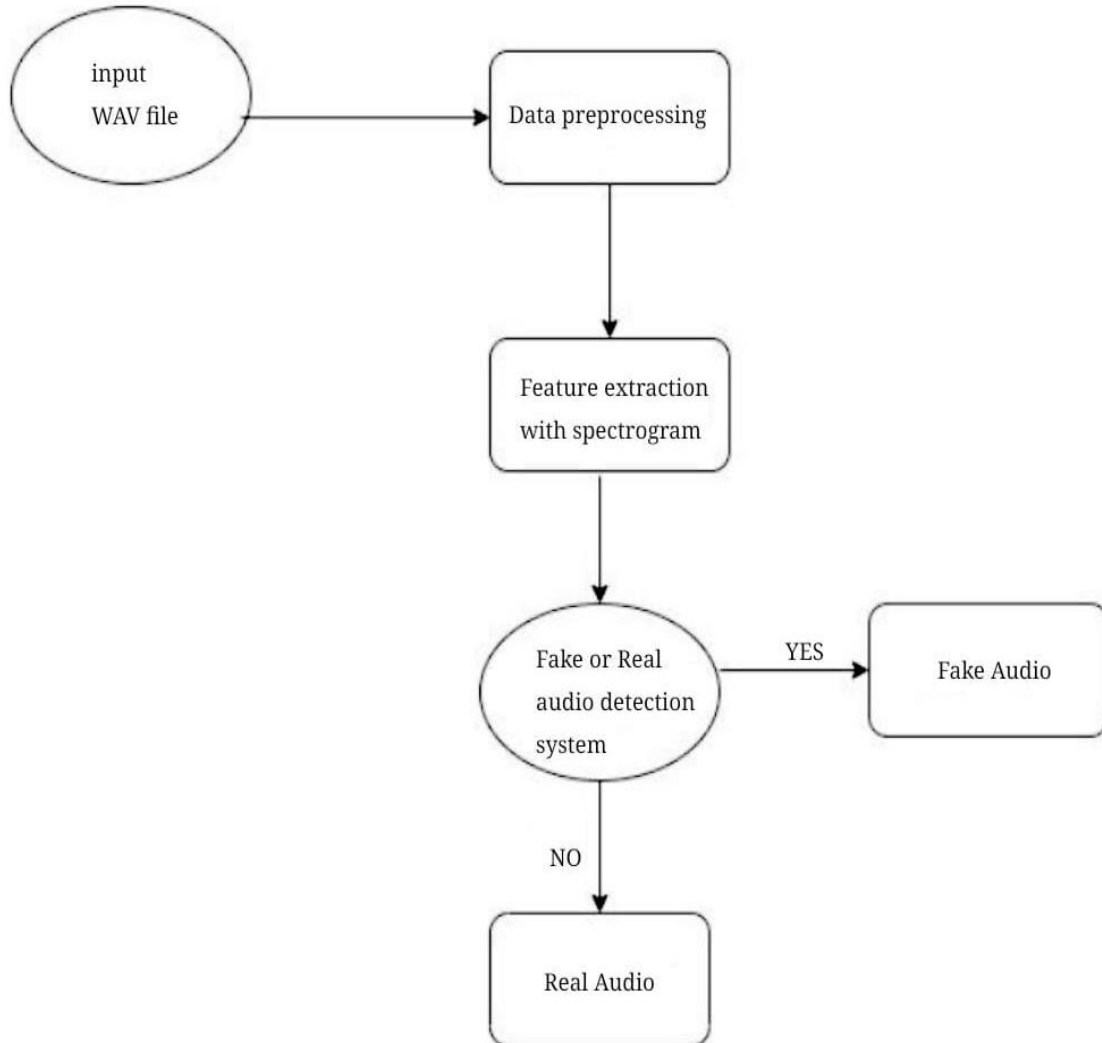 input
WAV file
Data preprocessing
Feature extraction
with spectrogram
Fake or Real
audio detection
system
YES
Fake Audio
NO
Real Audio